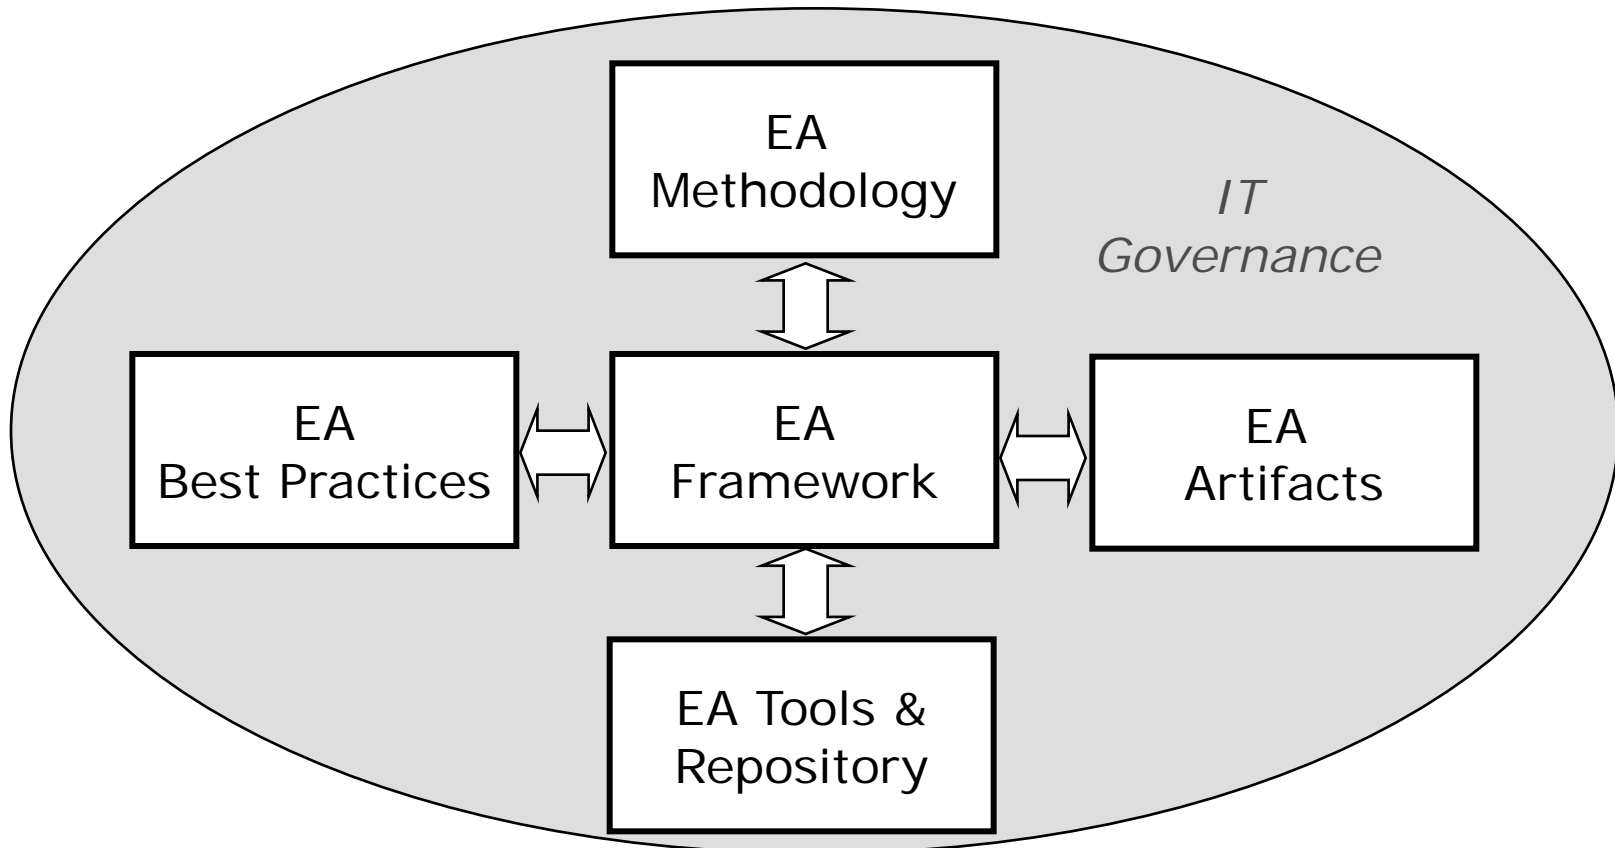 EA
Methodology
IT
Governance
EA
Best Practices
EA
Framework
EA
Artifacts
EA Tools &
Repository